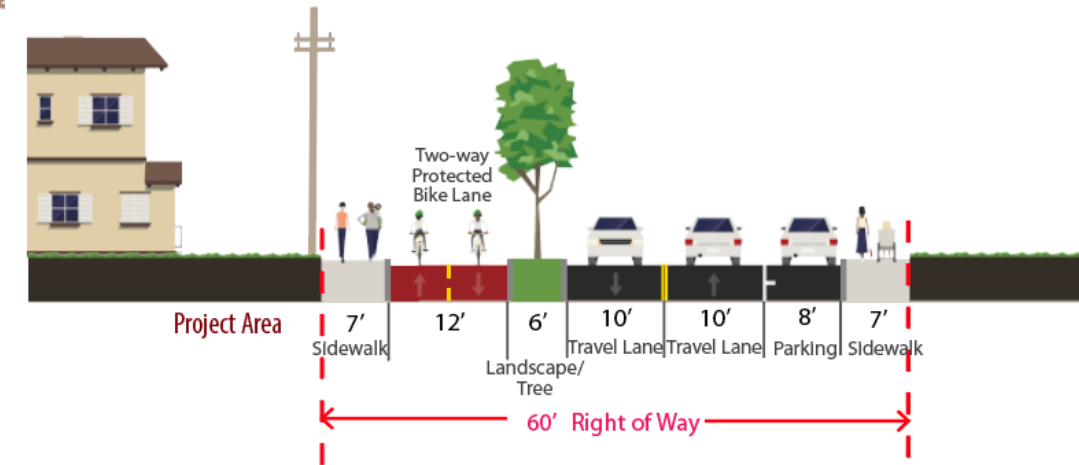 Two-way
Protected
Bike Lane
Project Area
7’
12’
6’
10’
10’
8’
7’
Sidewalk
Landscape/
Tree
Travel Lane
Travel Lane
Parking
Sidewalk
60’ Right of Way